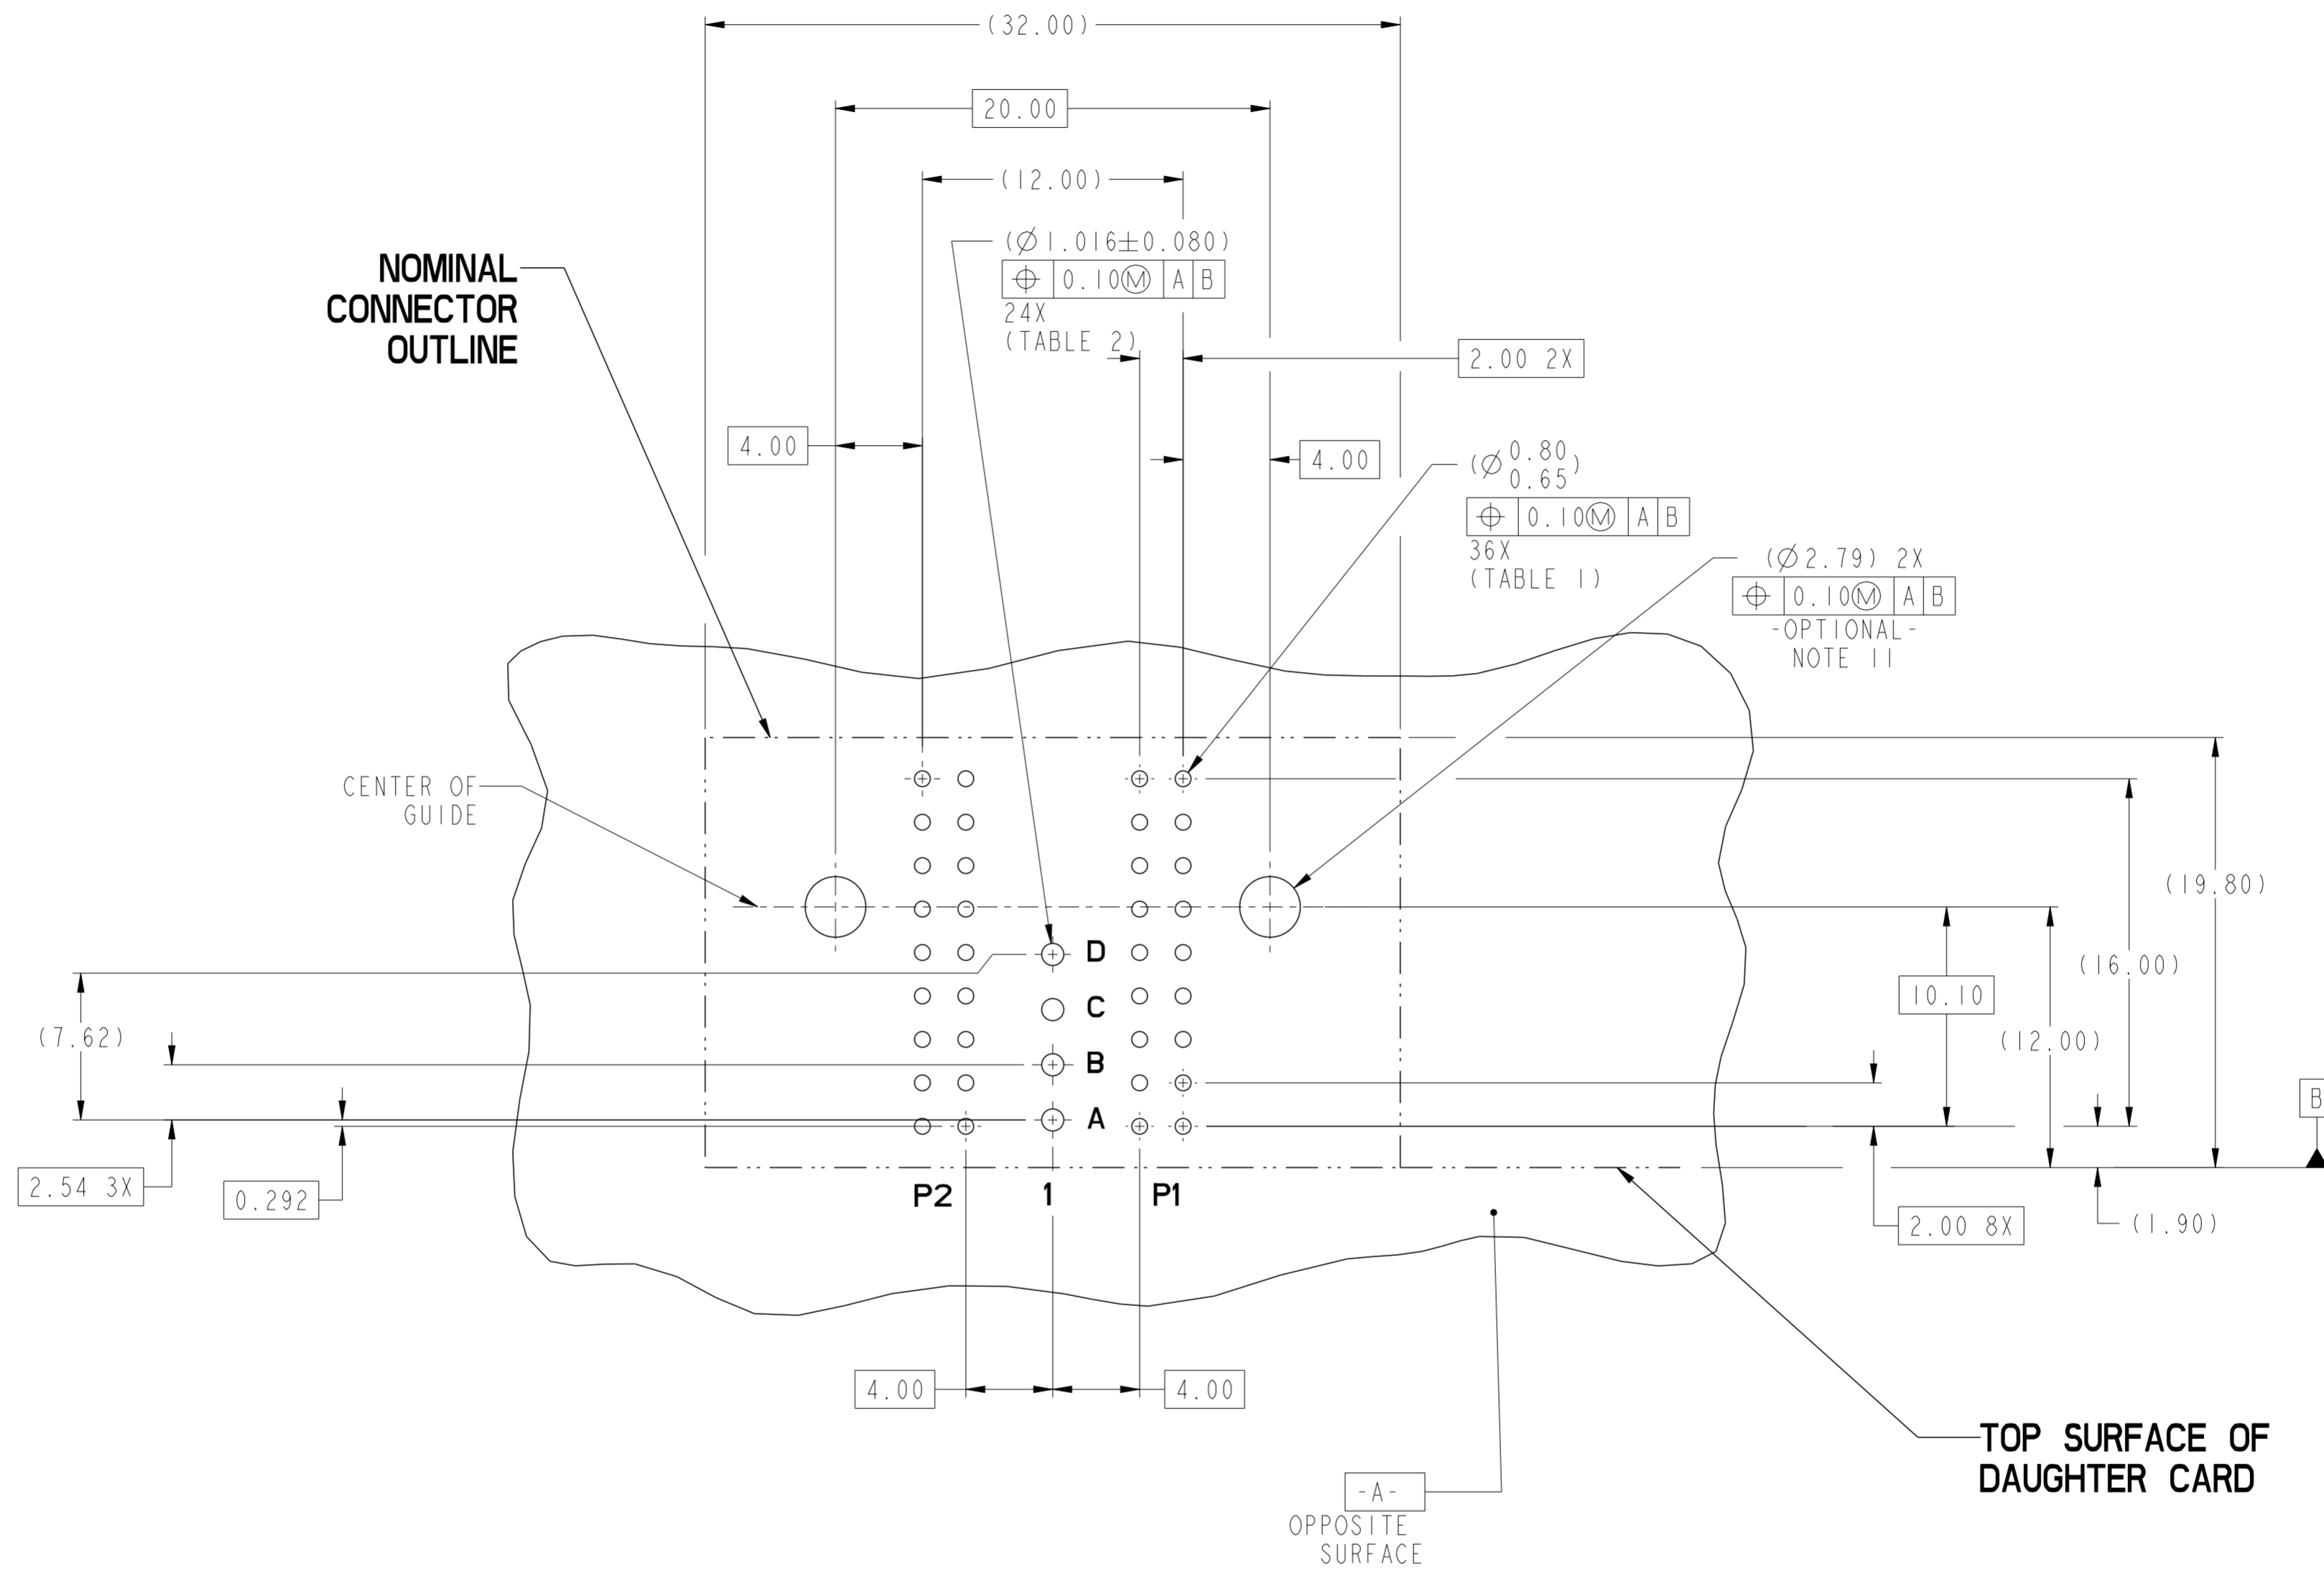 (32.00)
20.00
(12.00)
(Ø1.016±0.080)
⌖ 0.10Ⓜ A B
24X
(TABLE 2)
NOMINAL
CONNECTOR
OUTLINE
2.00 2X
4.00
4.00
(Ø 0.80
0.65)
⌖ 0.10Ⓜ A B
36X
(TABLE 1)
(Ø2.79) 2X
⌖ 0.10Ⓜ A B
-OPTIONAL-
NOTE 11
CENTER OF
GUIDE
(19.80)
D
(16.00)
10.10
C
(7.62)
(12.00)
B
B
A
2.54 3X
0.292
P2
1
P1
2.00 8X
(1.90)
4.00
4.00
TOP SURFACE OF
DAUGHTER CARD
-A-
OPPOSITE
SURFACE